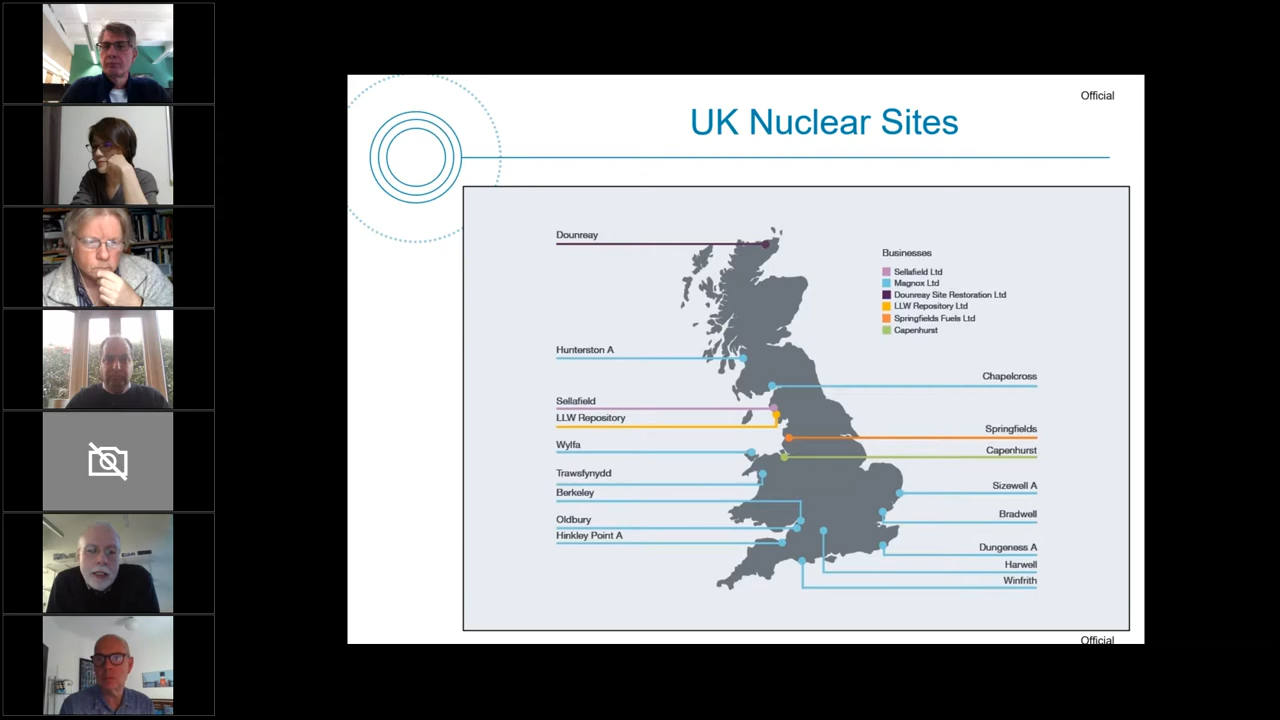 Official
UK Nuclear Sites
Dounreay
Businesses
Sellafield Ltd
Magnox Ltd
Dounreay Site Restoration Ltd
LLW Repository Ltd
Springfields Fuels Ltd
Capenhurst
Hunterston A
Chapelcross
Sellafield
LLW Repository
Springfields
Wylfa
Capenhurst
Trawsfynydd
Sizewell A
Berkeley
Bradwell
Oldbury
Hinkley Point A
Dungeness A
Harwell
Winfrith
Official